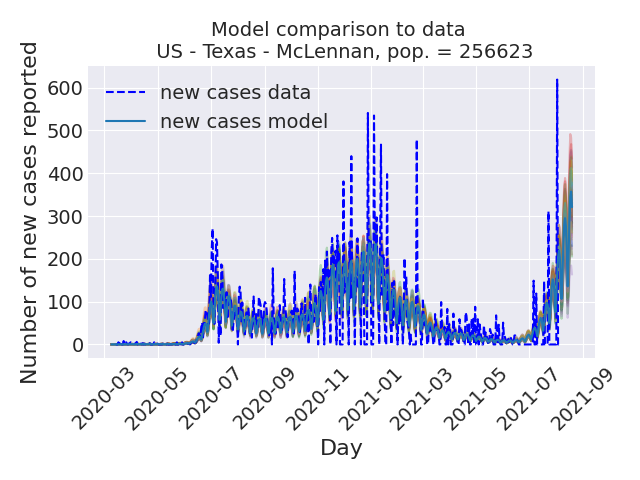 Model comparison to data
US - Texas - McLennan, pop. = 256623
Number of new cases reported
600
500
400
300
200
100
0
new cases data
new cases model
2020-03
2020-05
2020-07
2020-09
2020-11
2021-01
2021-03
2021-05
2021-07
2021-09
Day